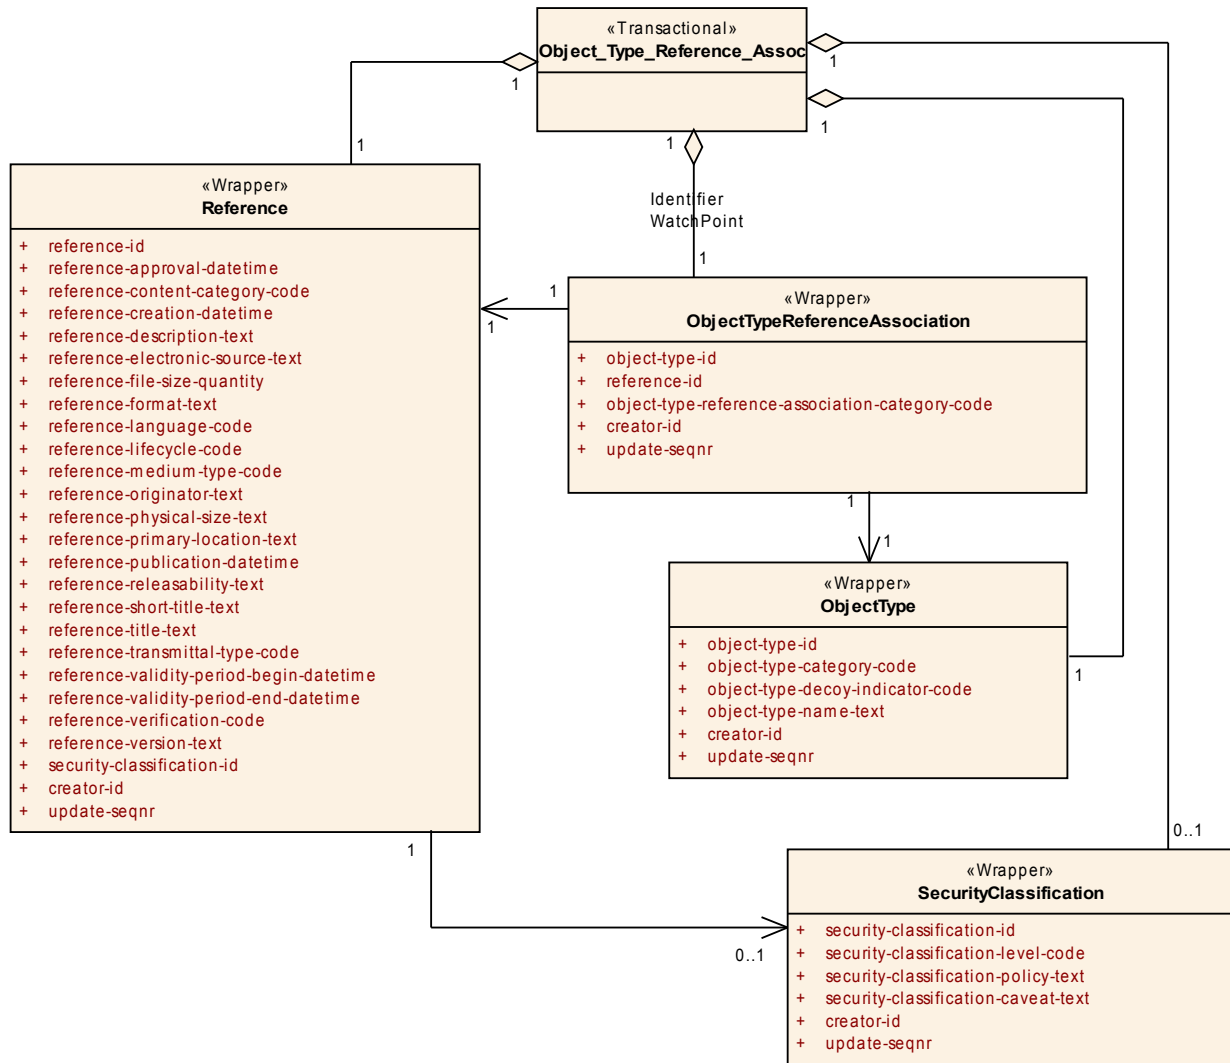 «Transactional»
Object_Type_Reference_Assoc
1
1
1
1
1
«Wrapper»
Reference
+ reference-id
+ reference-approval-datetime
+ reference-content-category-code
+ reference-creation-datetime
+ reference-description-text
+ reference-electronic-source-text
+ reference-file-size-quantity
+ reference-format-text
+ reference-language-code
+ reference-lifecycle-code
+ reference-medium-type-code
+ reference-originator-text
+ reference-physical-size-text
+ reference-primary-location-text
+ reference-publication-datetime
+ reference-releasability-text
+ reference-short-title-text
+ reference-title-text
+ reference-transmittal-type-code
+ reference-validity-period-begin-datetime
+ reference-validity-period-end-datetime
+ reference-verification-code
+ reference-version-text
+ security-classification-id
+ creator-id
+ update-seqnr
Identifier
WatchPoint
1
1
1
«Wrapper»
ObjectTypeReferenceAssociation
+ object-type-id
+ reference-id
+ object-type-reference-association-category-code
+ creator-id
+ update-seqnr
1
1
«Wrapper»
ObjectType
+ object-type-id
+ object-type-category-code
+ object-type-decoy-indicator-code
+ object-type-name-text
+ creator-id
+ update-seqnr
1
0..1
1
0..1
«Wrapper»
SecurityClassification
+ security-classification-id
+ security-classification-level-code
+ security-classification-policy-text
+ security-classification-caveat-text
+ creator-id
+ update-seqnr